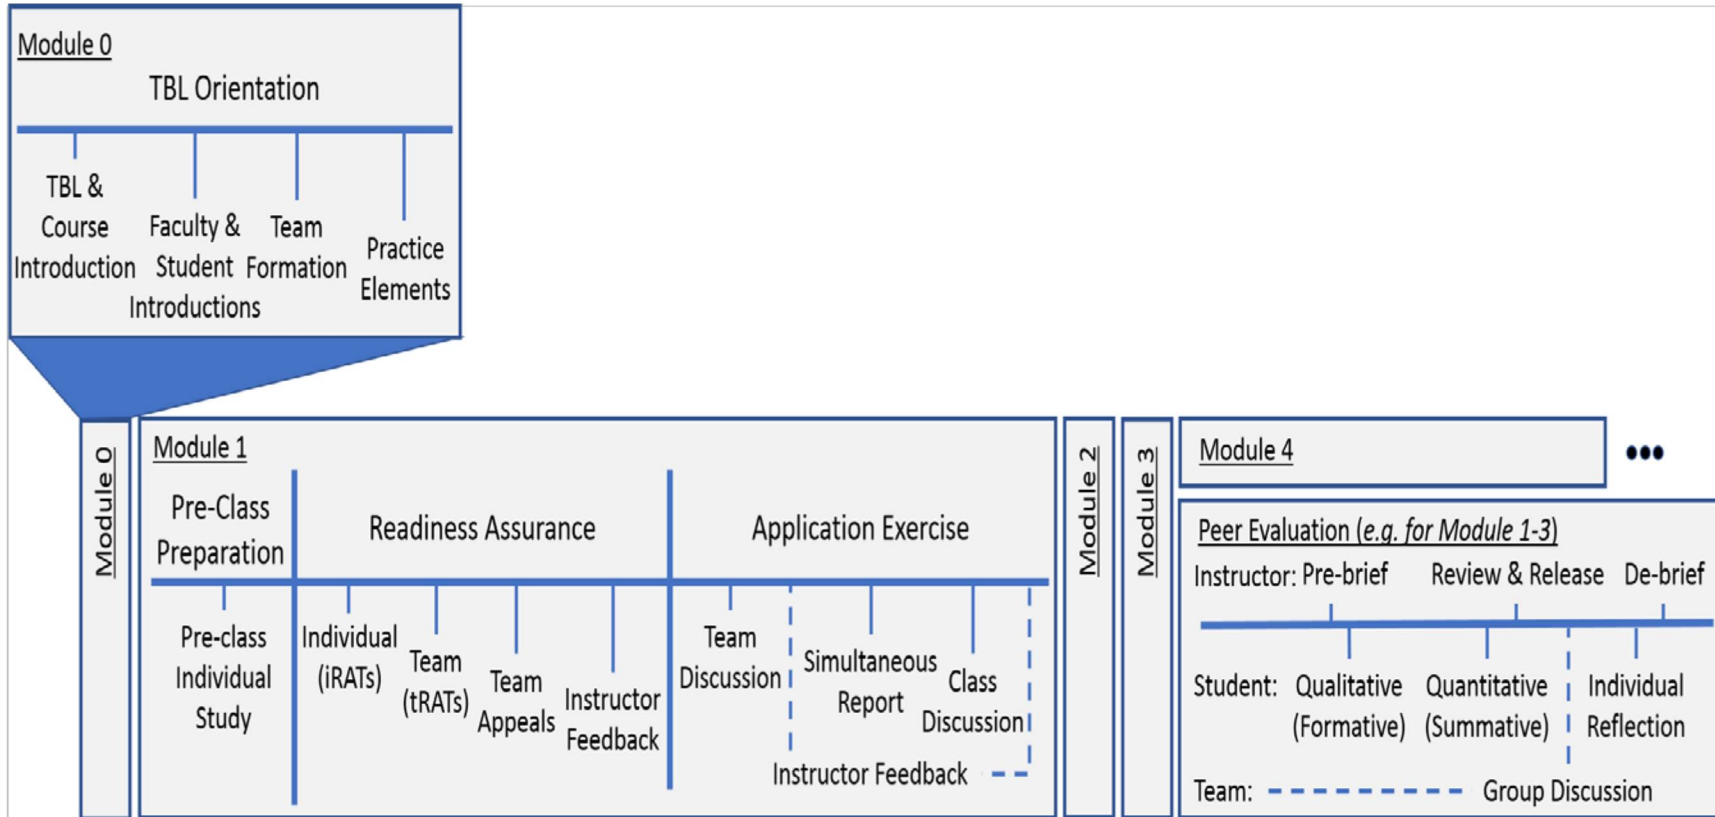 Module 0
TBL Orientation
TBL &
Course
Introduction
Faculty &
Student
Introductions
Team
Formation
Practice
Elements
Module 0
Module 1
Pre-Class
Preparation
Readiness Assurance
Application Exercise
Pre-class
Individual
Study
Individual
(iRATs)
Team
(tRATs)
Team
Appeals
Instructor
Feedback
Team
Discussion
Simultaneous
Report
Class
Discussion
Instructor Feedback
Module 2
Module 3
Module 4
Peer Evaluation (e.g. for Module 1-3)
Instructor: Pre-brief Review & Release De-brief
Student: Qualitative Quantitative Individual
(Formative) (Summative) Reflection
Team: Group Discussion